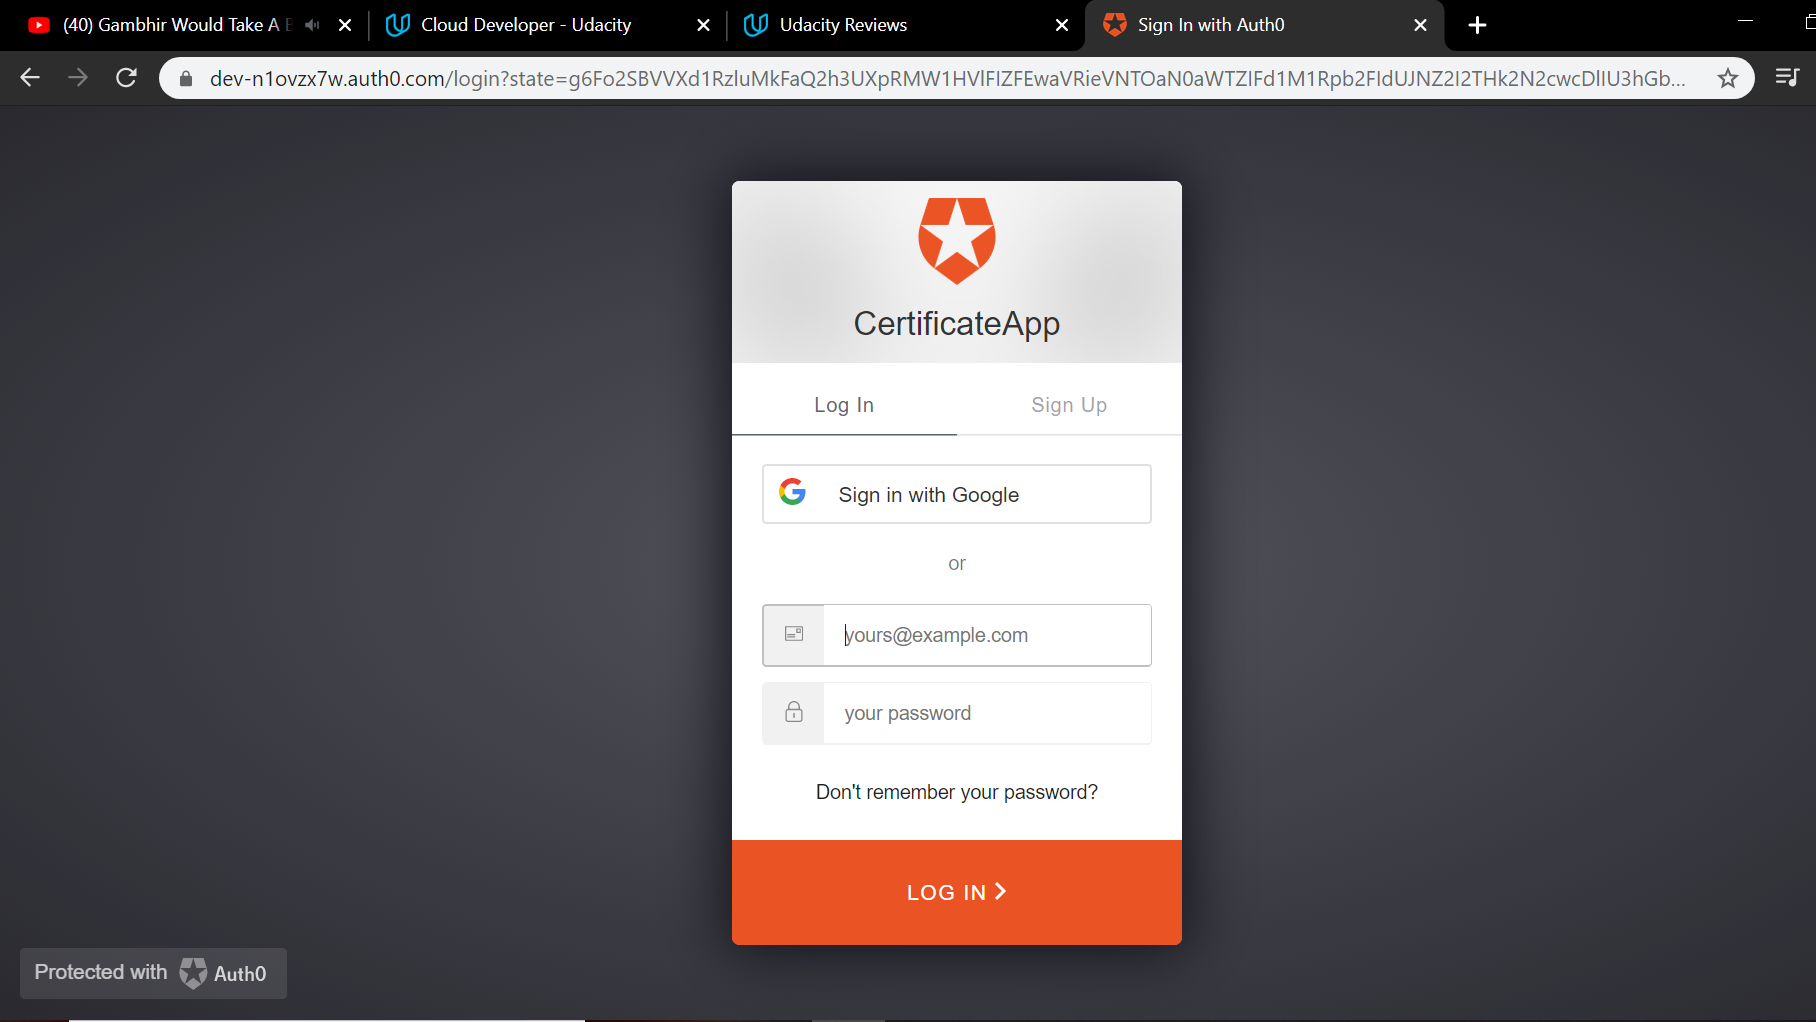 (40) Gambhir Would Take A B
Cloud Developer - Udacity
Udacity Reviews
Sign In with Auth0
dev-n1ovzx7w.auth0.com/login?state=g6Fo2SBVVXd1RzluMkFaQ2h3UXpRMW1HVlFIZFEwaVRieVNTOaN0aWTZIFd1M1Rpb2FIdUJNZ2I2THk2N2cwcDlIU3hGb...
CertificateApp
Log In
Sign Up
Sign in with Google
or
yours@example.com
your password
Don't remember your password?
LOG IN
Protected with Auth0